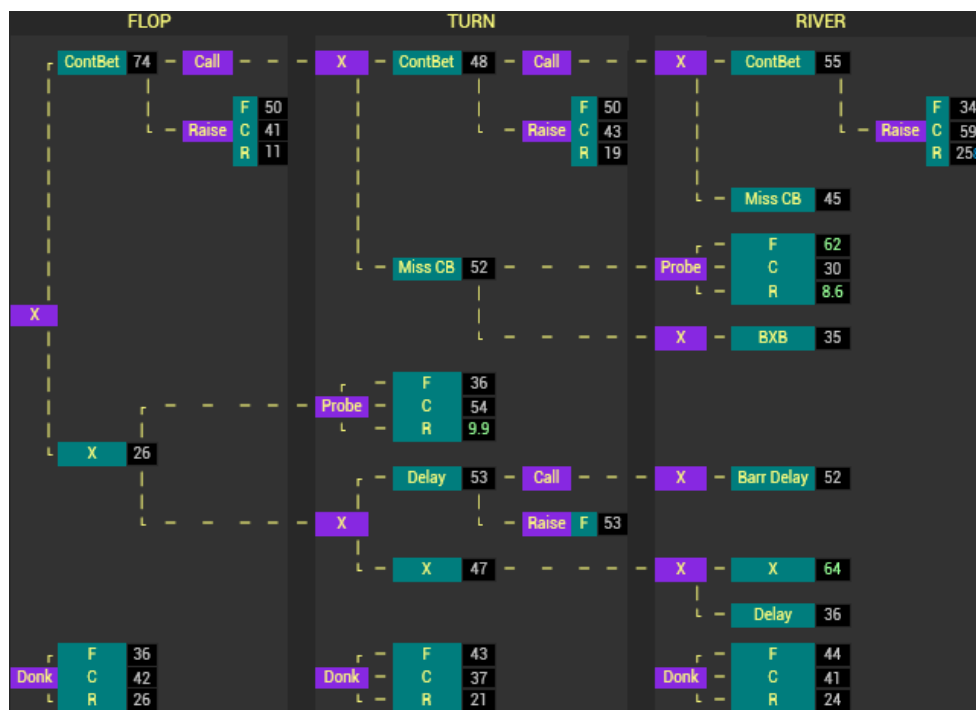 FLOP TURN RIVER
ContBet 74 Call X ContBet 48 Call X ContBet 55
F 50 F 50 F 34
Raise C 41 Raise C 43 Raise C 59
R 11 R 19 R 25
Miss CB 45
F 62
Miss CB 52 Probe C 30
R 8.6
X
X BXB 35
F 36
Probe C 54
R 9.9
X 26
Delay 53 Call X Barr Delay 52
X Raise F 53
X 47 X X 64
Delay 36
F 36 F 43 F 44
Donk C 42 Donk C 37 Donk C 41
R 26 R 21 R 24